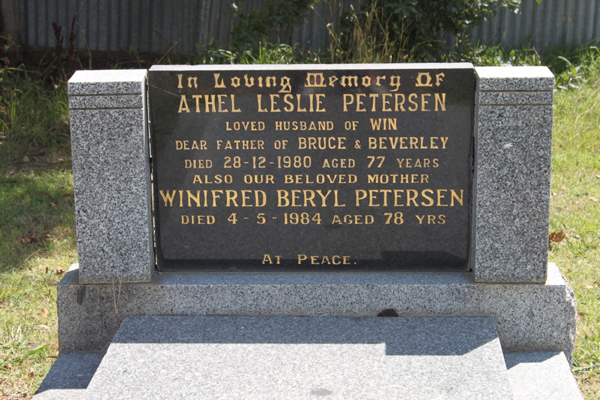 In Loving Memory Of
ATHEL LESLIE PETERSEN
LOVED HUSBAND OF WIN
DEAR FATHER OF BRUCE & BEVERLEY
DIED 28-12-1980 AGED 77 YEARS
ALSO OUR BELOVED MOTHER
WINIFRED BERYL PETERSEN
DIED 4-5-1984 AGED 78 YRS
AT PEACE.